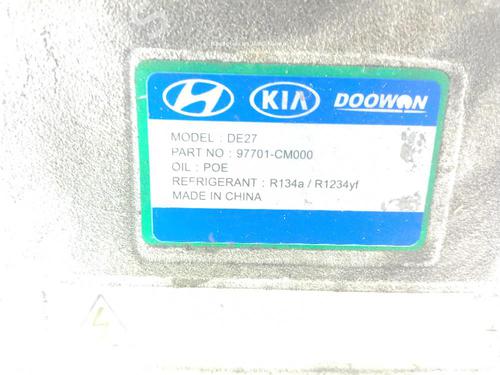 KIA DOOWON
MODEL : DE27
PART NO : 97701-CM000
OIL : POE
REFRIGERANT : R134a / R1234yf
MADE IN CHINA